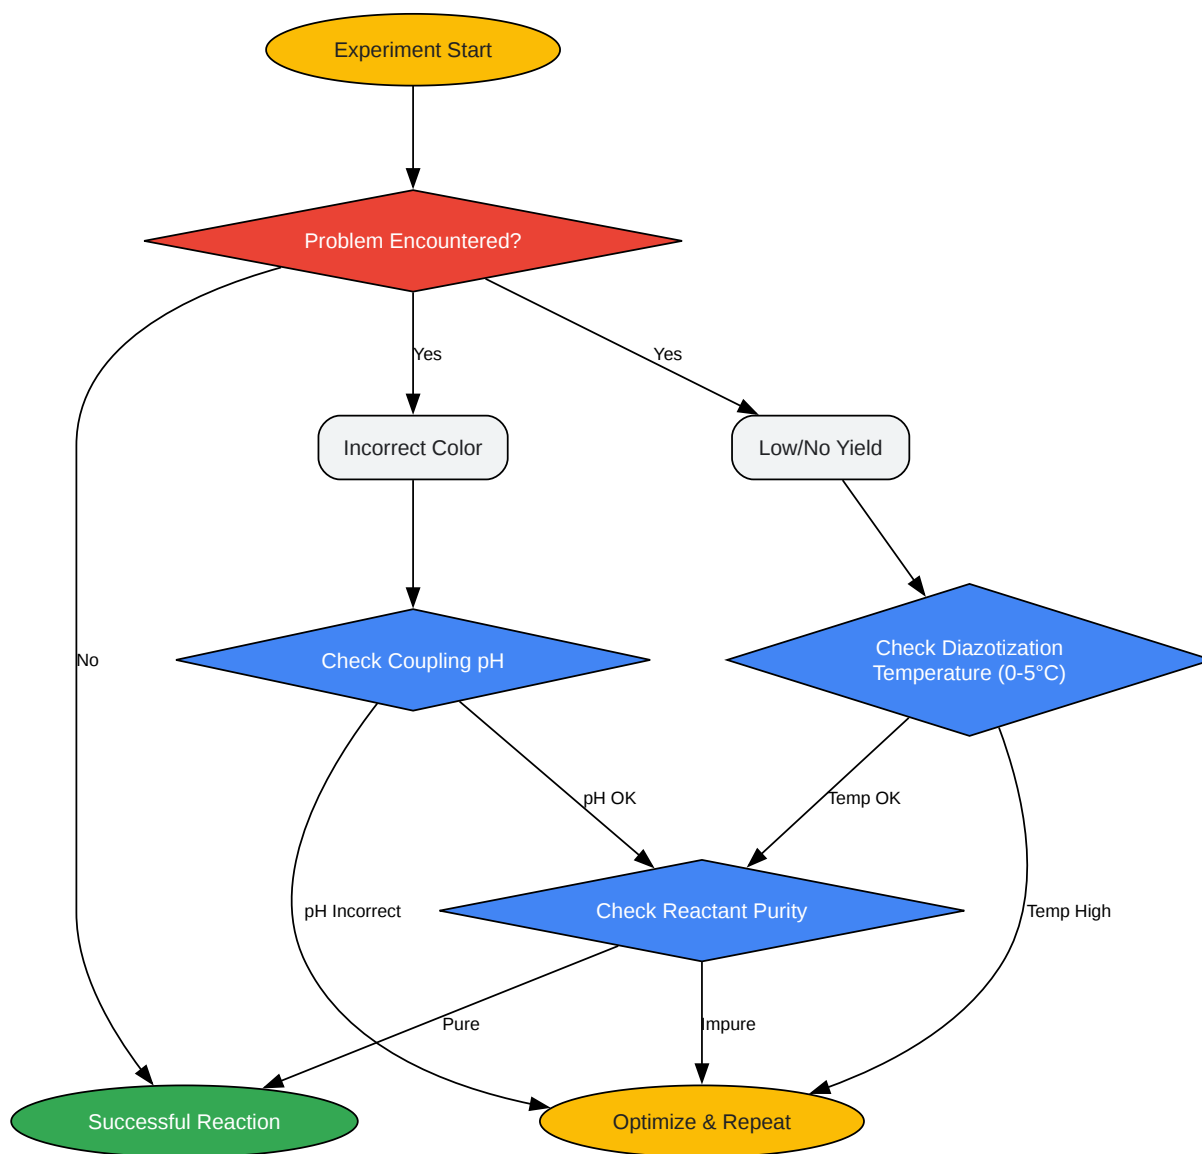 Experiment Start
Problem Encountered?
Yes
Yes
Incorrect Color
Low/No Yield
No
Check Coupling pH
Check Diazotization
Temperature (0-5°C)
pH OK
Temp OK
pH Incorrect
Check Reactant Purity
Temp High
Pure
Impure
Successful Reaction
Optimize & Repeat